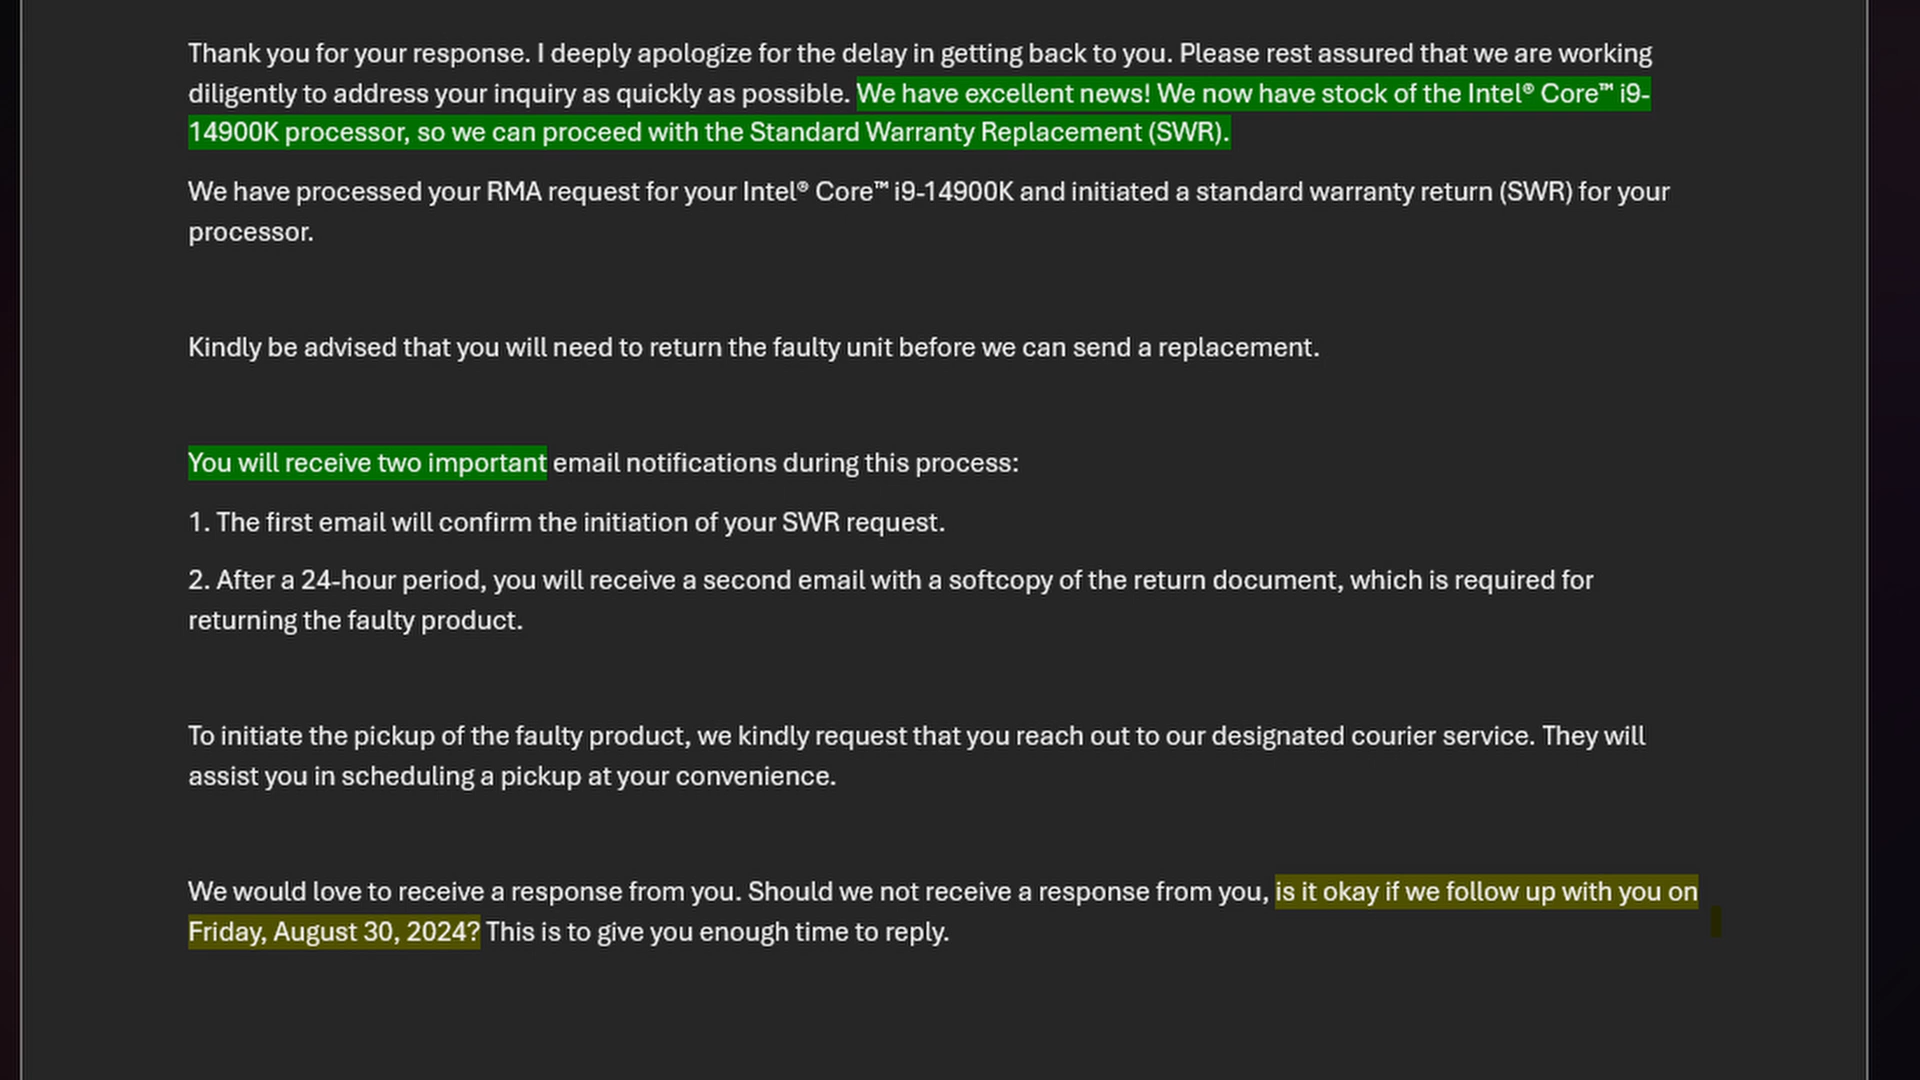 Thank you for your response. I deeply apologize for the delay in getting back to you. Please rest assured that we are working
diligently to address your inquiry as quickly as possible. We have excellent news! We now have stock of the Intel® Core™ i9-
14900K processor, so we can proceed with the Standard Warranty Replacement (SWR).
We have processed your RMA request for your Intel® Core™ i9-14900K and initiated a standard warranty return (SWR) for your
processor.
Kindly be advised that you will need to return the faulty unit before we can send a replacement.
You will receive two important email notifications during this process:
1. The first email will confirm the initiation of your SWR request.
2. After a 24-hour period, you will receive a second email with a softcopy of the return document, which is required for
returning the faulty product.
To initiate the pickup of the faulty product, we kindly request that you reach out to our designated courier service. They will
assist you in scheduling a pickup at your convenience.
We would love to receive a response from you. Should we not receive a response from you, is it okay if we follow up with you on
Friday, August 30, 2024? This is to give you enough time to reply.